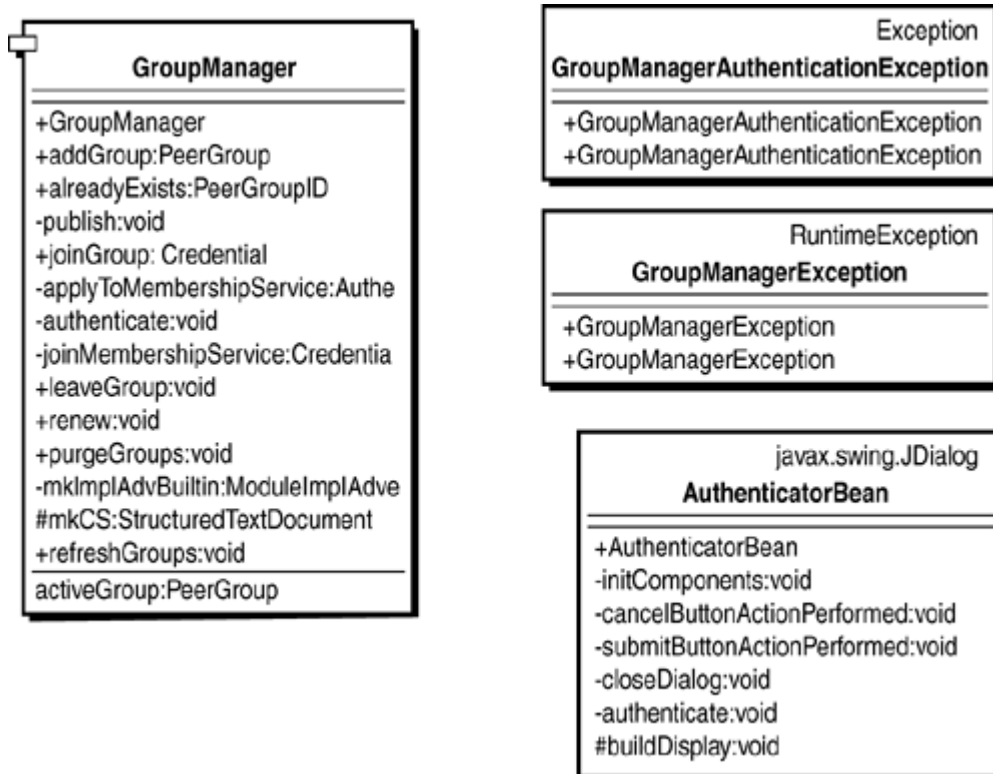 GroupManager
+GroupManager
+addGroup:PeerGroup
+alreadyExists:PeerGroupID
-publish:void
+joinGroup: Credential
-applyToMembershipService:Authe
-authenticate:void
-joinMembershipService:Credentia
+leaveGroup:void
+renew:void
+purgeGroups:void
-mkImplAdvBuiltin:ModuleImplAdve
#mkCS:StructuredTextDocument
+refreshGroups:void
activeGroup:PeerGroup
Exception
GroupManagerAuthenticationException
+GroupManagerAuthenticationException
+GroupManagerAuthenticationException
RuntimeException
GroupManagerException
+GroupManagerException
+GroupManagerException
javax.swing.JDialog
AuthenticatorBean
+AuthenticatorBean
-initComponents:void
-cancelButtonActionPerformed:void
-submitButtonActionPerformed:void
-closeDialog:void
-authenticate:void
#buildDisplay:void